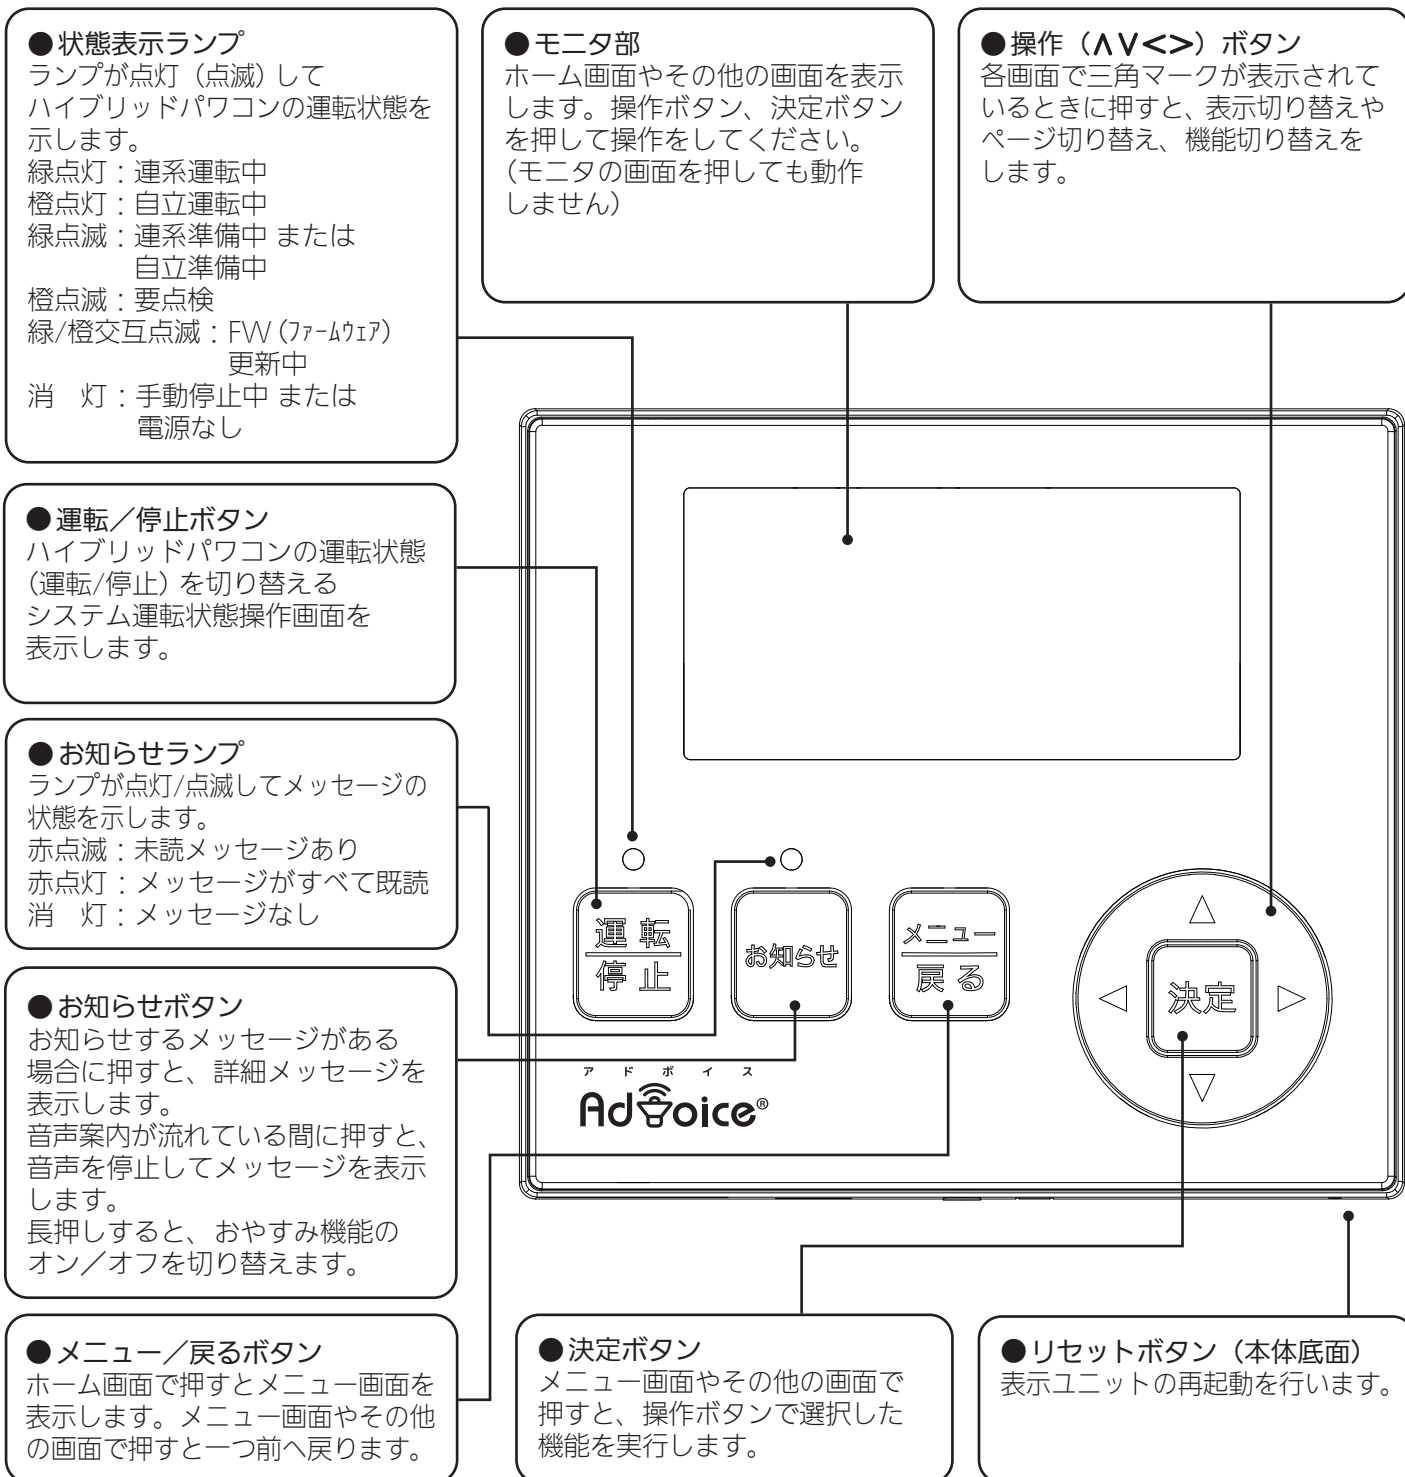 ●状態表示ランプ
ランプが点灯（点滅）して
ハイブリッドパワコンの運転状態を
示します。
緑点灯：連系運転中
橙点灯：自立運転中
緑点滅：連系準備中 または
自立準備中
橙点滅：要点検
緑/橙交互点滅：FW（ﾌｧｰﾑｳｪｱ）
更新中
消　灯：手動停止中 または
電源なし
●モニタ部
ホーム画面やその他の画面を表示
します。操作ボタン、決定ボタン
を押して操作をしてください。
（モニタの画面を押しても動作
しません）
●操作（∧∨<>）ボタン
各画面で三角マークが表示されて
いるときに押すと、表示切り替えや
ページ切り替え、機能切り替えを
します。
●運転／停止ボタン
ハイブリッドパワコンの運転状態
（運転/停止）を切り替える
システム運転状態操作画面を
表示します。
●お知らせランプ
ランプが点灯/点滅してメッセージの
状態を示します。
赤点滅：未読メッセージあり
赤点灯：メッセージがすべて既読
消　灯：メッセージなし
●お知らせボタン
お知らせするメッセージがある
場合に押すと、詳細メッセージを
表示します。
音声案内が流れている間に押すと、
音声を停止してメッセージを表示
します。
長押しすると、おやすみ機能の
オン／オフを切り替えます。
●メニュー／戻るボタン
ホーム画面で押すとメニュー画面を
表示します。メニュー画面やその他
の画面で押すと一つ前へ戻ります。
運転
停止
お知らせ
メニュー
戻る
△
◁ 決定 ▷
▽
アドボイス
AdVoice®
●決定ボタン
メニュー画面やその他の画面で
押すと、操作ボタンで選択した
機能を実行します。
●リセットボタン（本体底面）
表示ユニットの再起動を行います。